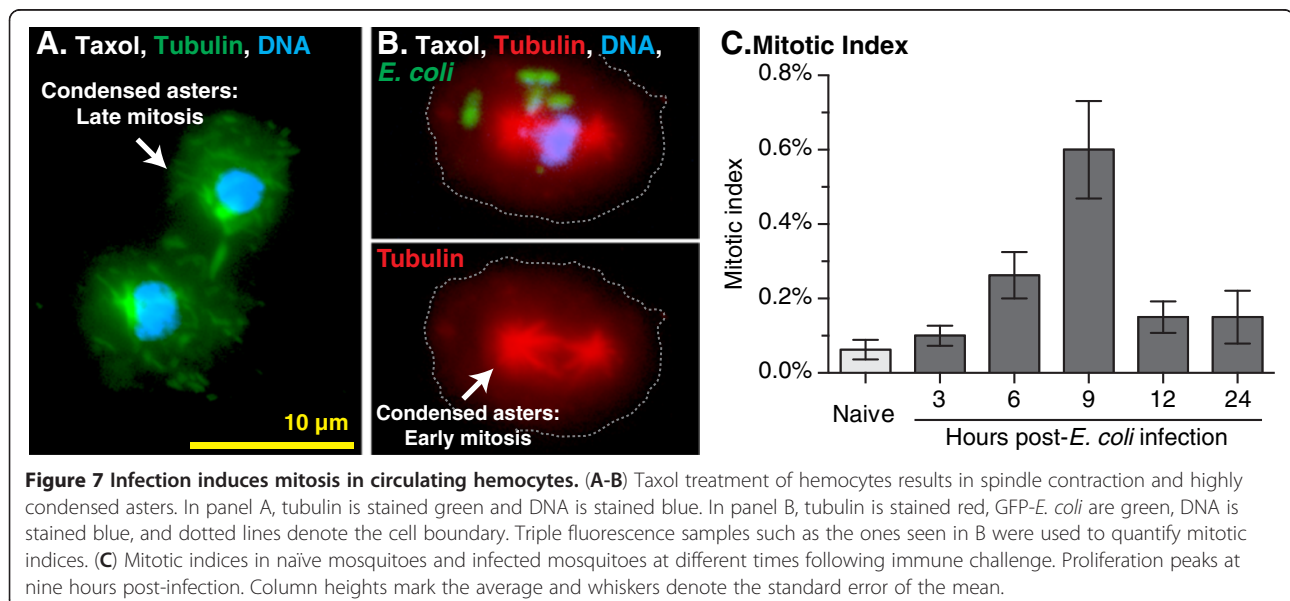 A. Taxol, Tubulin, DNA
Condensed asters:
Late mitosis
10 µm
B. Taxol, Tubulin, DNA,
E. coli
Tubulin
Condensed asters:
Early mitosis
C. Mitotic Index
Mitotic index
0.8%
0.6%
0.4%
0.2%
0.0%
Naive
3 6 9 12 24
Hours post-E. coli infection
Figure 7 Infection induces mitosis in circulating hemocytes. (A-B) Taxol treatment of hemocytes results in spindle contraction and highly
condensed asters. In panel A, tubulin is stained green and DNA is stained blue. In panel B, tubulin is stained red, GFP-E. coli are green, DNA is
stained blue, and dotted lines denote the cell boundary. Triple fluorescence samples such as the ones seen in B were used to quantify mitotic
indices. (C) Mitotic indices in naïve mosquitoes and infected mosquitoes at different times following immune challenge. Proliferation peaks at
nine hours post-infection. Column heights mark the average and whiskers denote the standard error of the mean.